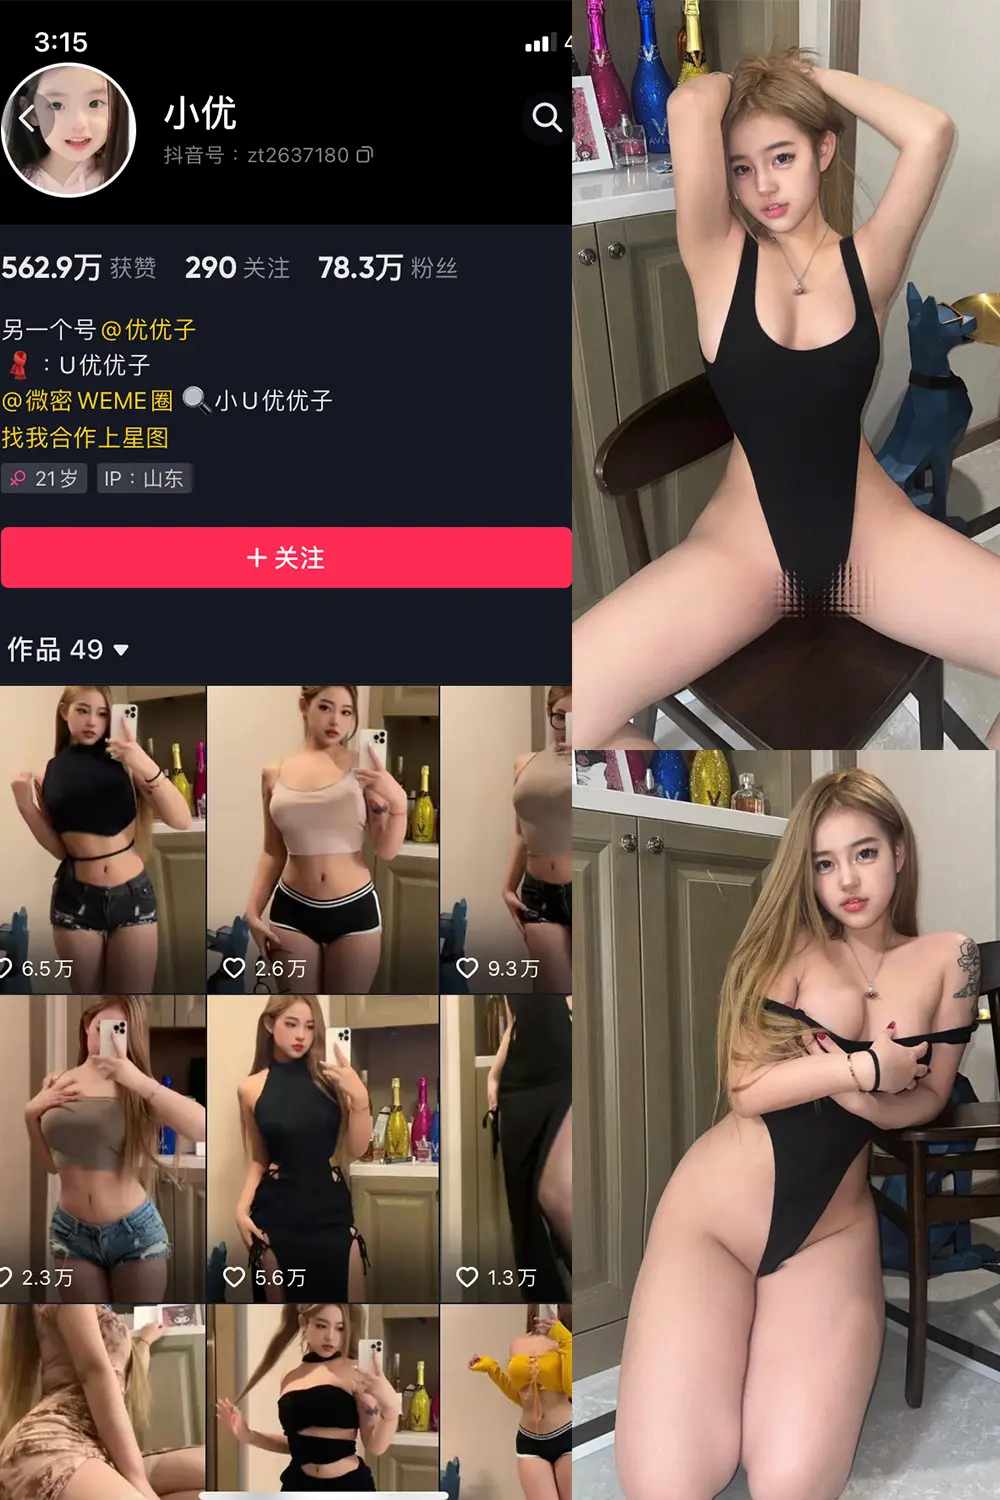 3:15
4
小优
抖音号：zt2637180
562.9万 获赞 290 关注 78.3万 粉丝
另一个号@优优子
：U优优子
@微密WEME圈 小U优优子
找我合作上星图
21岁 IP：山东
+ 关注
作品 49
6.5万 2.6万 9.3万
2.3万 5.6万 1.3万